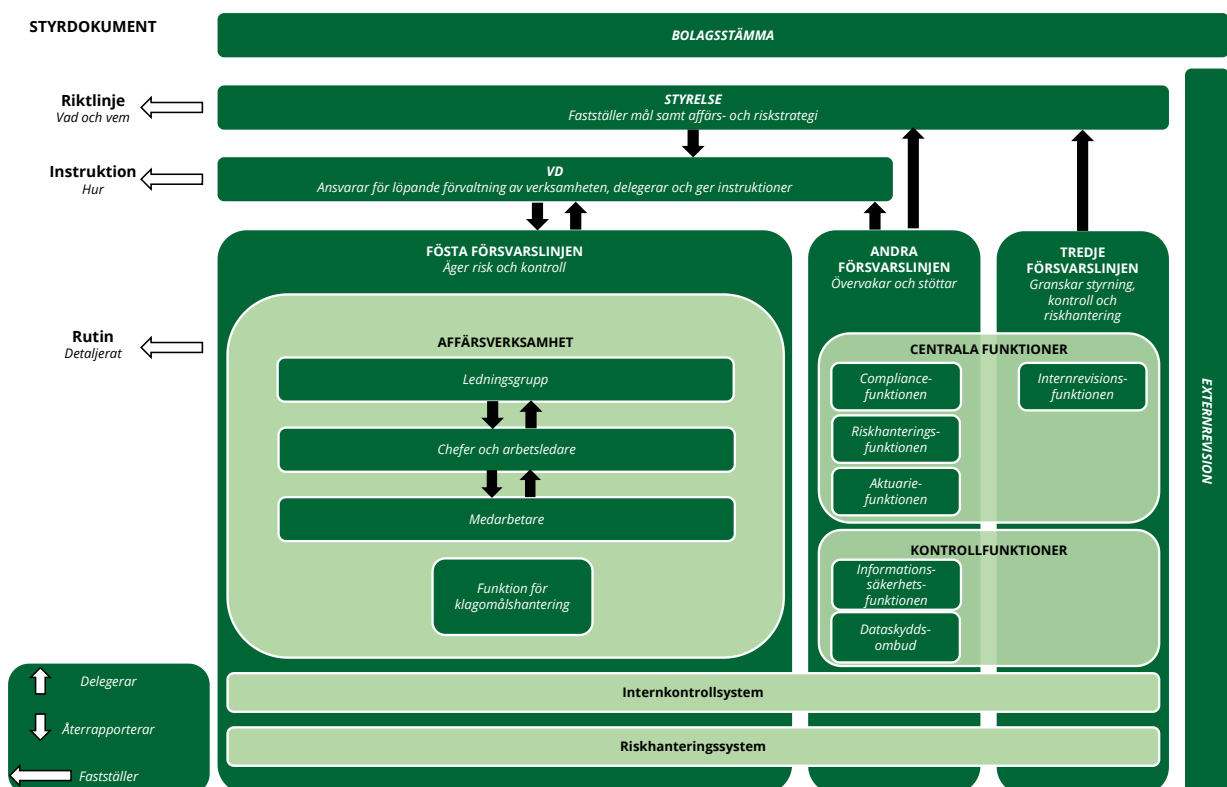 STYRDOKUMENT
BOLAGSSTÄMMA
Riktlinje
Vad och vem
STYRELSE
Fastställer mål samt affärs- och riskstrategi
Instruktion
Hur
VD
Ansvarar för löpande förvaltning av verksamheten, delegerar och ger instruktioner
FÖSTA FÖRSVARSLINJEN
Äger risk och kontroll
ANDRA
FÖRSVARSLINJEN
Övervakar och stöttar
TREDJE
FÖRSVARSLINJEN
Granskar styrning,
kontroll och
riskhantering
EXTERNREVISION
Rutin
Detaljerat
AFFÄRSVERKSAMHET
Ledningsgrupp
Chefer och arbetsledare
Medarbetare
Funktion för
klagomålshantering
CENTRALA FUNKTIONER
Compliance-
funktionen
Internrevisions-
funktionen
Riskhanterings-
funktionen
Aktuarie-
funktionen
KONTROLLFUNKTIONER
Informations-
säkerhets-
funktionen
Dataskydds-
ombud
Internkontrollsystem
Riskhanteringssystem
Delegerar
Återrapporterar
Fastställer